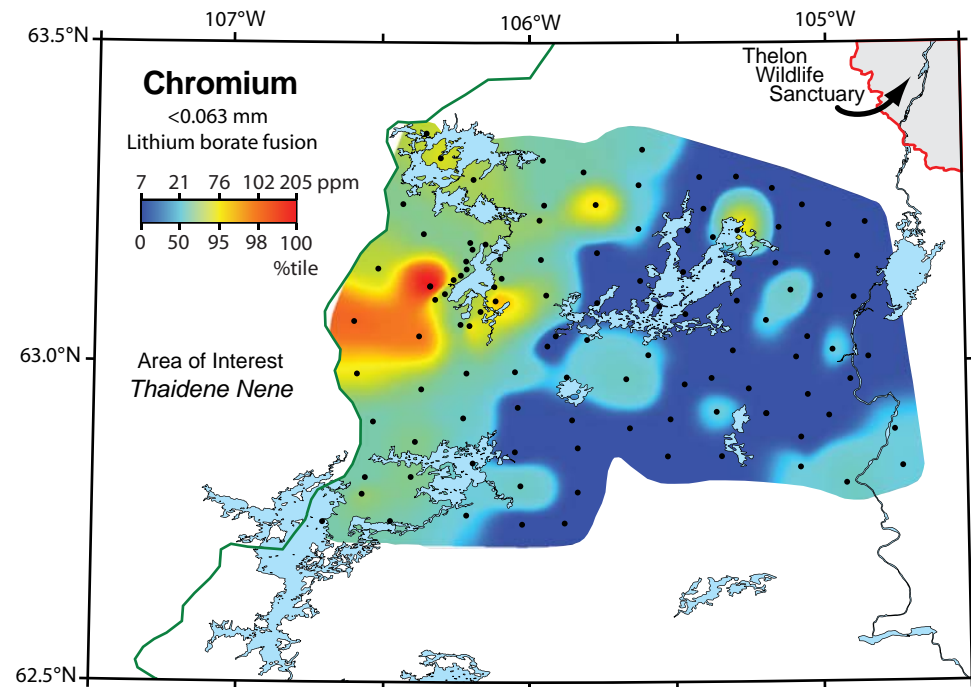 107°W 106°W 105°W
63.5°N
Chromium
<0.063 mm
Lithium borate fusion
7 21 76 102 205 ppm
0 50 95 98 100
%tile
Thelon
Wildlife
Sanctuary
63.0°N
Area of Interest
Thaidene Nene
62.5°N